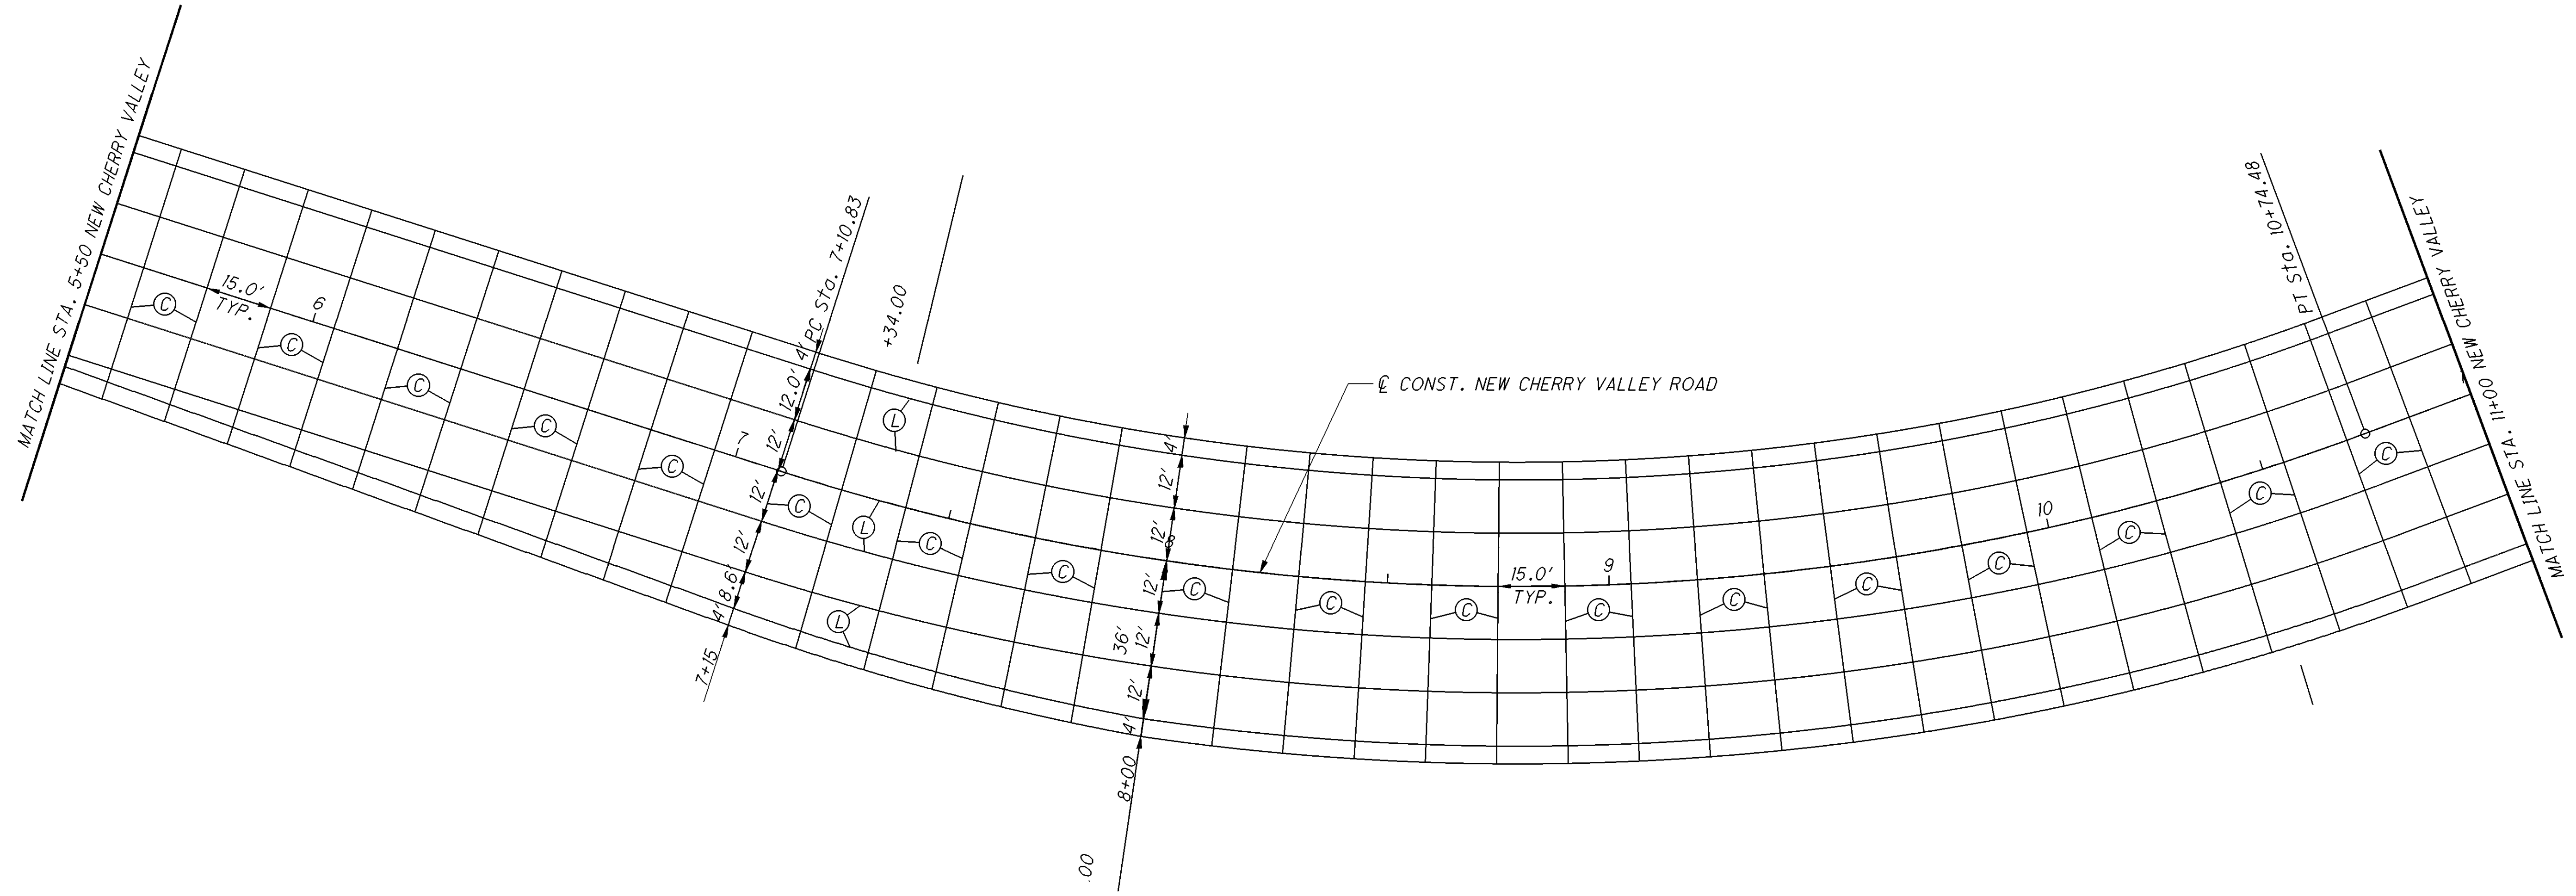 MATCH LINE STA. 5+50 NEW CHERRY VALLEY
C
15.0'
TYP.
6
C
C
C
C
7
PC Sta. 7+10.83
4'
12.0'
12'
12'
12'
8.6'
4'
7+15
+34.00
L
C
L
C
L
C
4'
12'
12'
8
12'
36'
12'
12'
4'
8+00
.00
C
℄ CONST. NEW CHERRY VALLEY ROAD
C
C
15.0'
TYP.
9
C
C
C
C
10
C
C
PT Sta. 10+74.48
C
MATCH LINE STA. 11+00 NEW CHERRY VALLEY